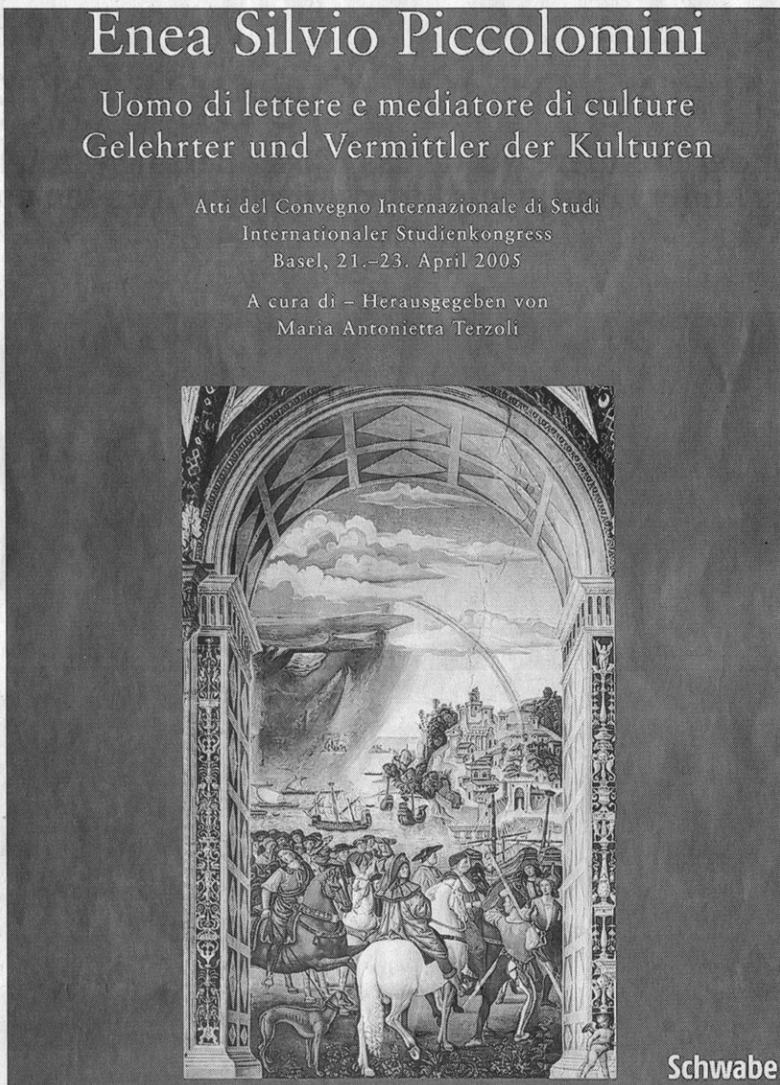 Enea Silvio Piccolomini
Uomo di lettere e mediatore di culture
Gelehrter und Vermittler der Kulturen
Atti del Convegno Internazionale di Studi
Internationaler Studienkongress
Basel, 21.–23. April 2005
A cura di – Herausgegeben von
Maria Antonietta Terzoli
Schwabe